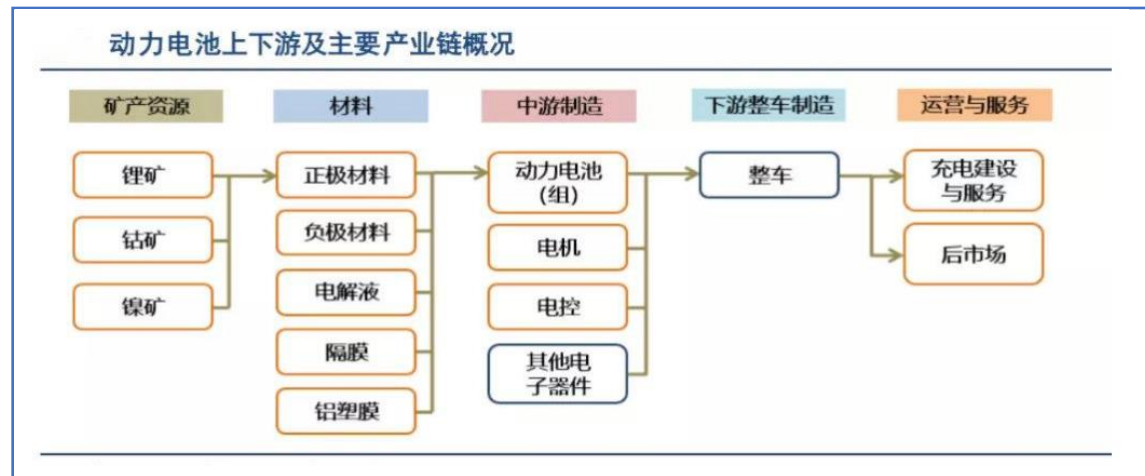 动力电池上下游及主要产业链概况
矿产资源
材料
中游制造
下游整车制造
运营与服务
锂矿
钴矿
镍矿
正极材料
负极材料
电解液
隔膜
铝塑膜
动力电池
(组)
电机
电控
其他电
子器件
整车
充电建设
与服务
后市场